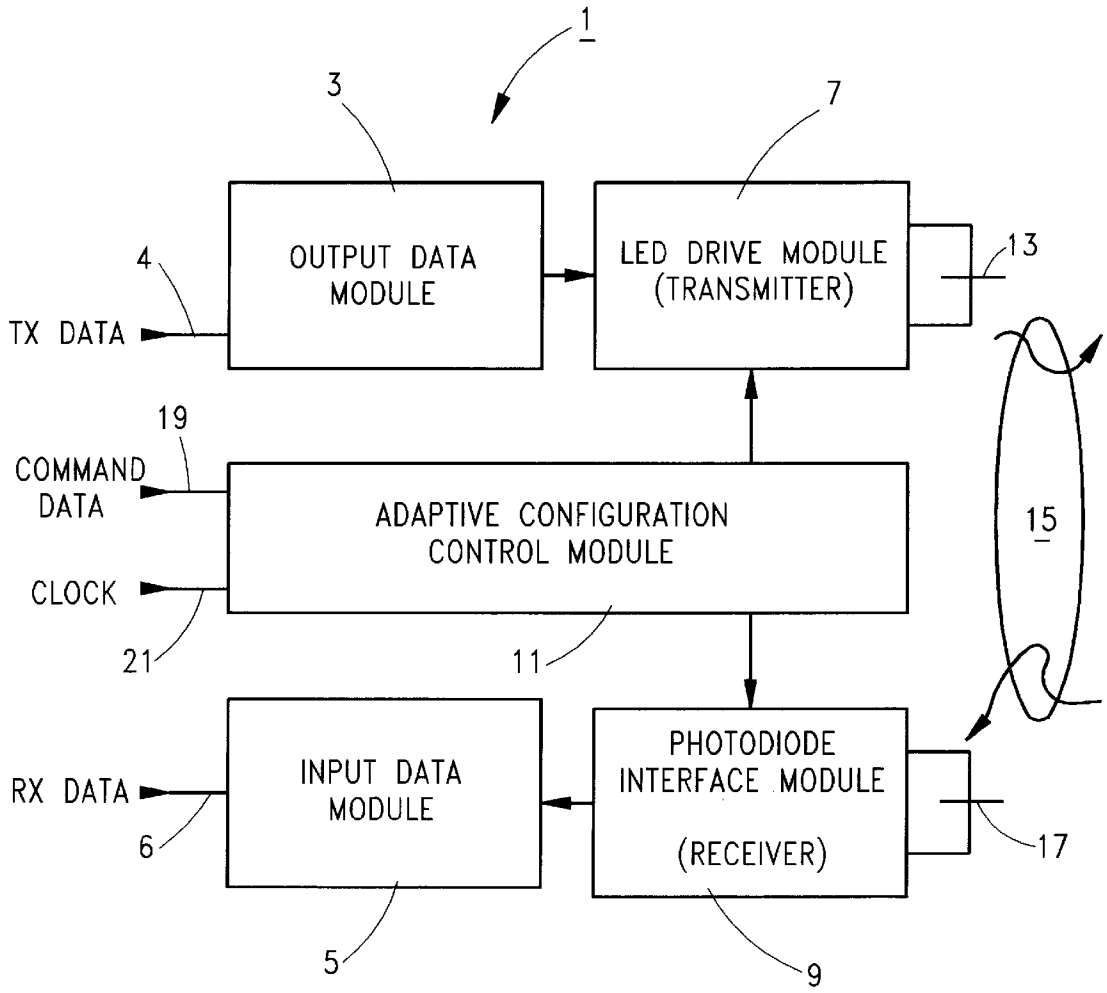 1
3
7
OUTPUT DATA
MODULE
LED DRIVE MODULE
(TRANSMITTER)
13
4
TX DATA
19
COMMAND
DATA
ADAPTIVE CONFIGURATION
CONTROL MODULE
15
CLOCK
21
11
PHOTODIODE
INTERFACE MODULE
(RECEIVER)
INPUT DATA
MODULE
RX DATA
6
17
5
9